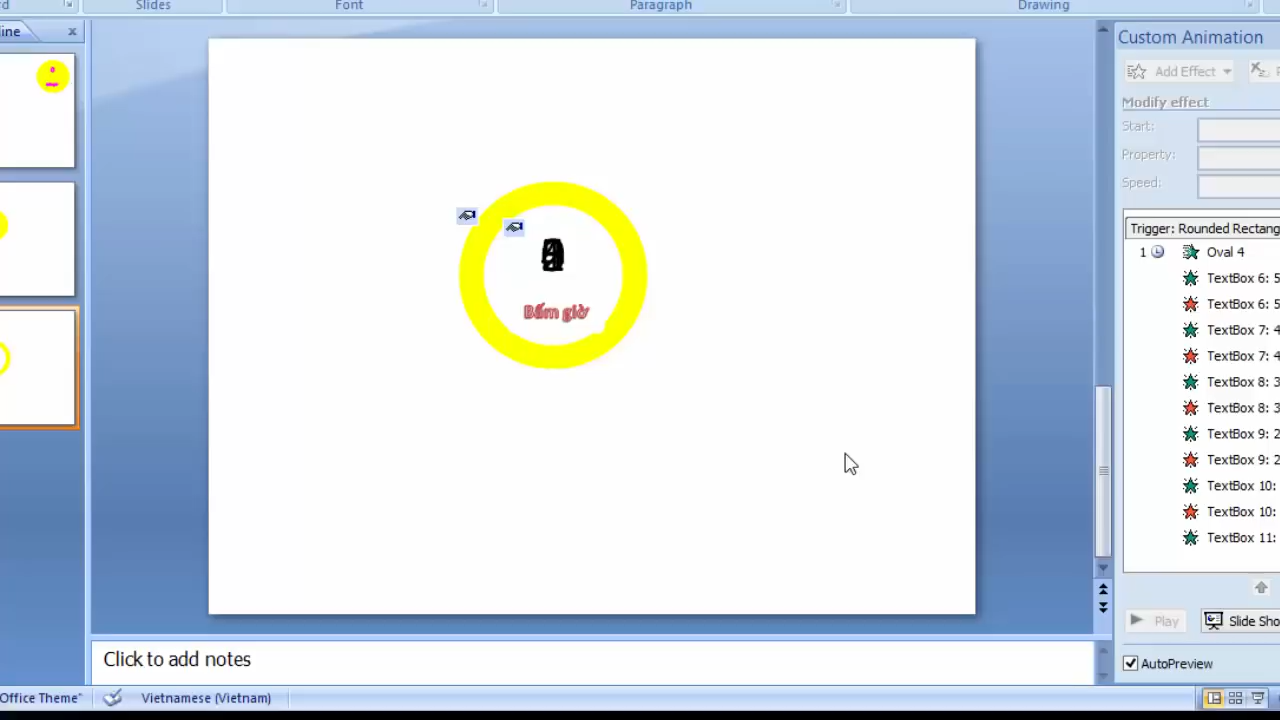 Slides
Font
Paragraph
Drawing
Custom Animation
Add Effect
Modify effect
Start:
Property:
Speed:
Trigger: Rounded Rectang
1
Oval 4
TextBox 6: 5
TextBox 6: 5
TextBox 7: 4
TextBox 7: 4
TextBox 8: 3
TextBox 8: 3
TextBox 9: 2
TextBox 9: 2
TextBox 10:
TextBox 10:
TextBox 11:
Bấm giờ
Play
Slide Sho
AutoPreview
Click to add notes
Office Theme"
Vietnamese (Vietnam)